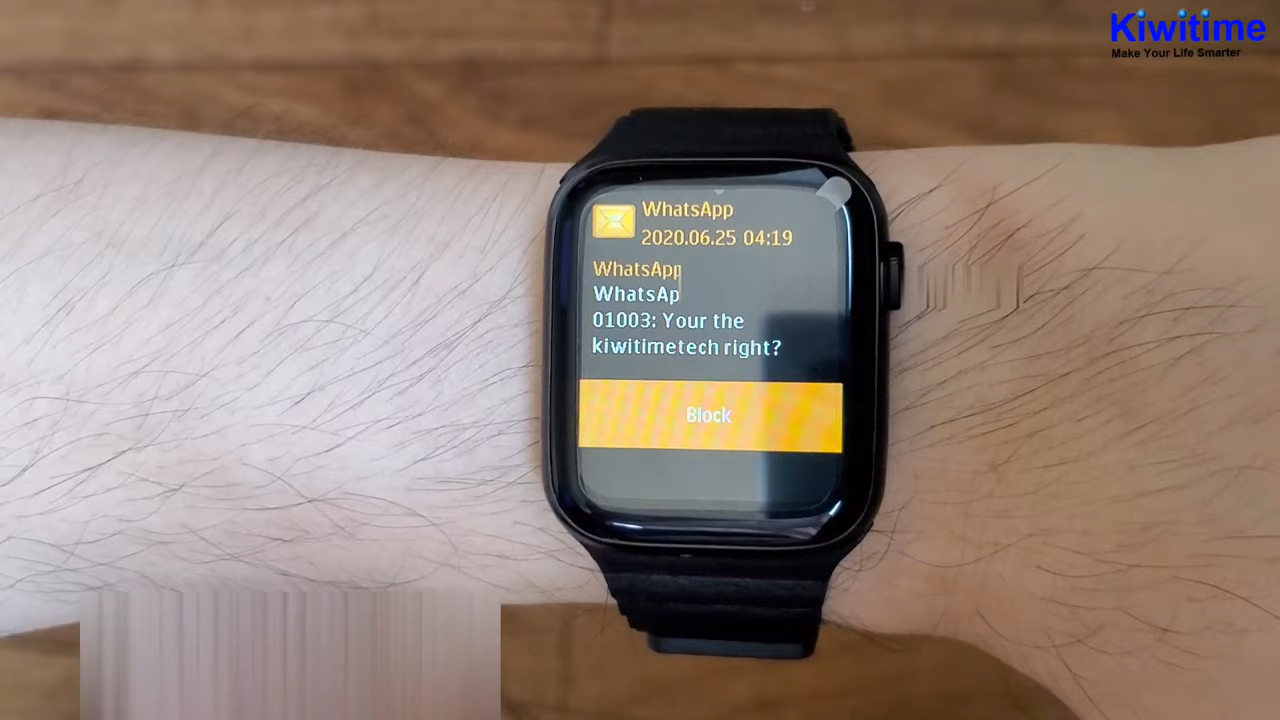 Kiwitime
Make Your Life Smarter
WhatsApp
2020.06.25 04:19
WhatsApp
WhatsAp
01003: Your the
kiwitimetech right?
Block